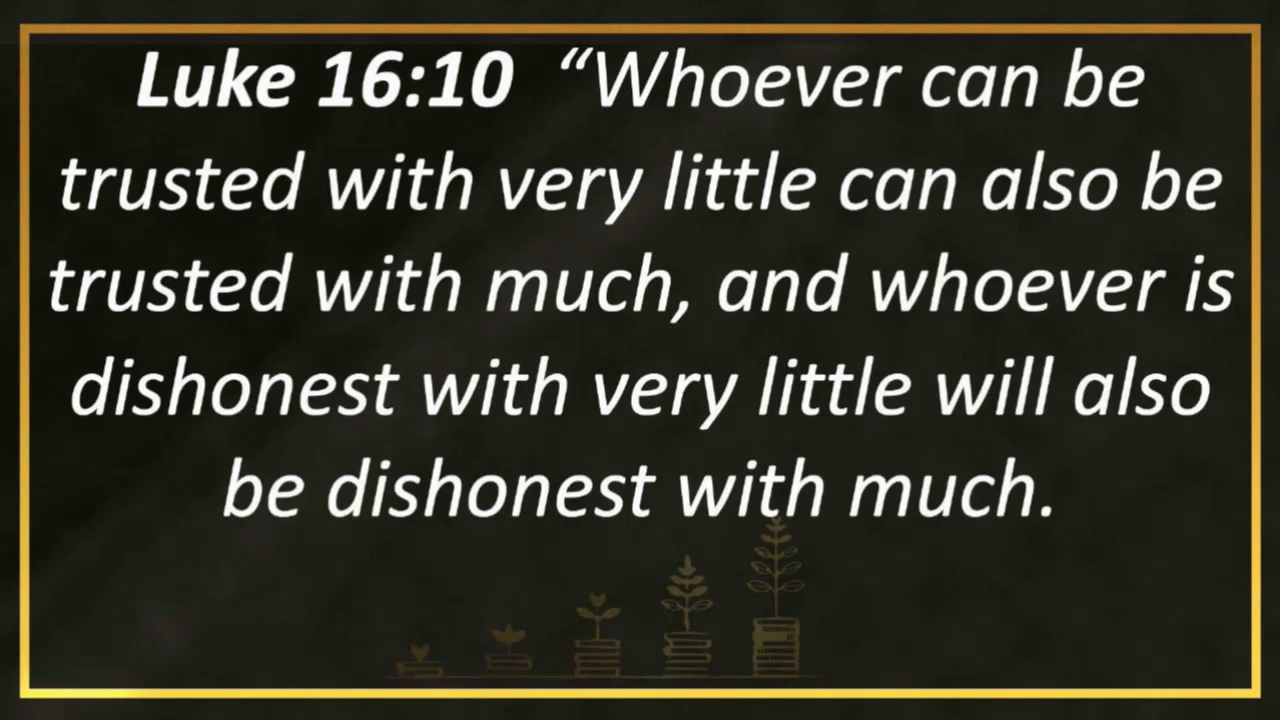 Luke 16:10 “Whoever can be
trusted with very little can also be
trusted with much, and whoever is
dishonest with very little will also
be dishonest with much.